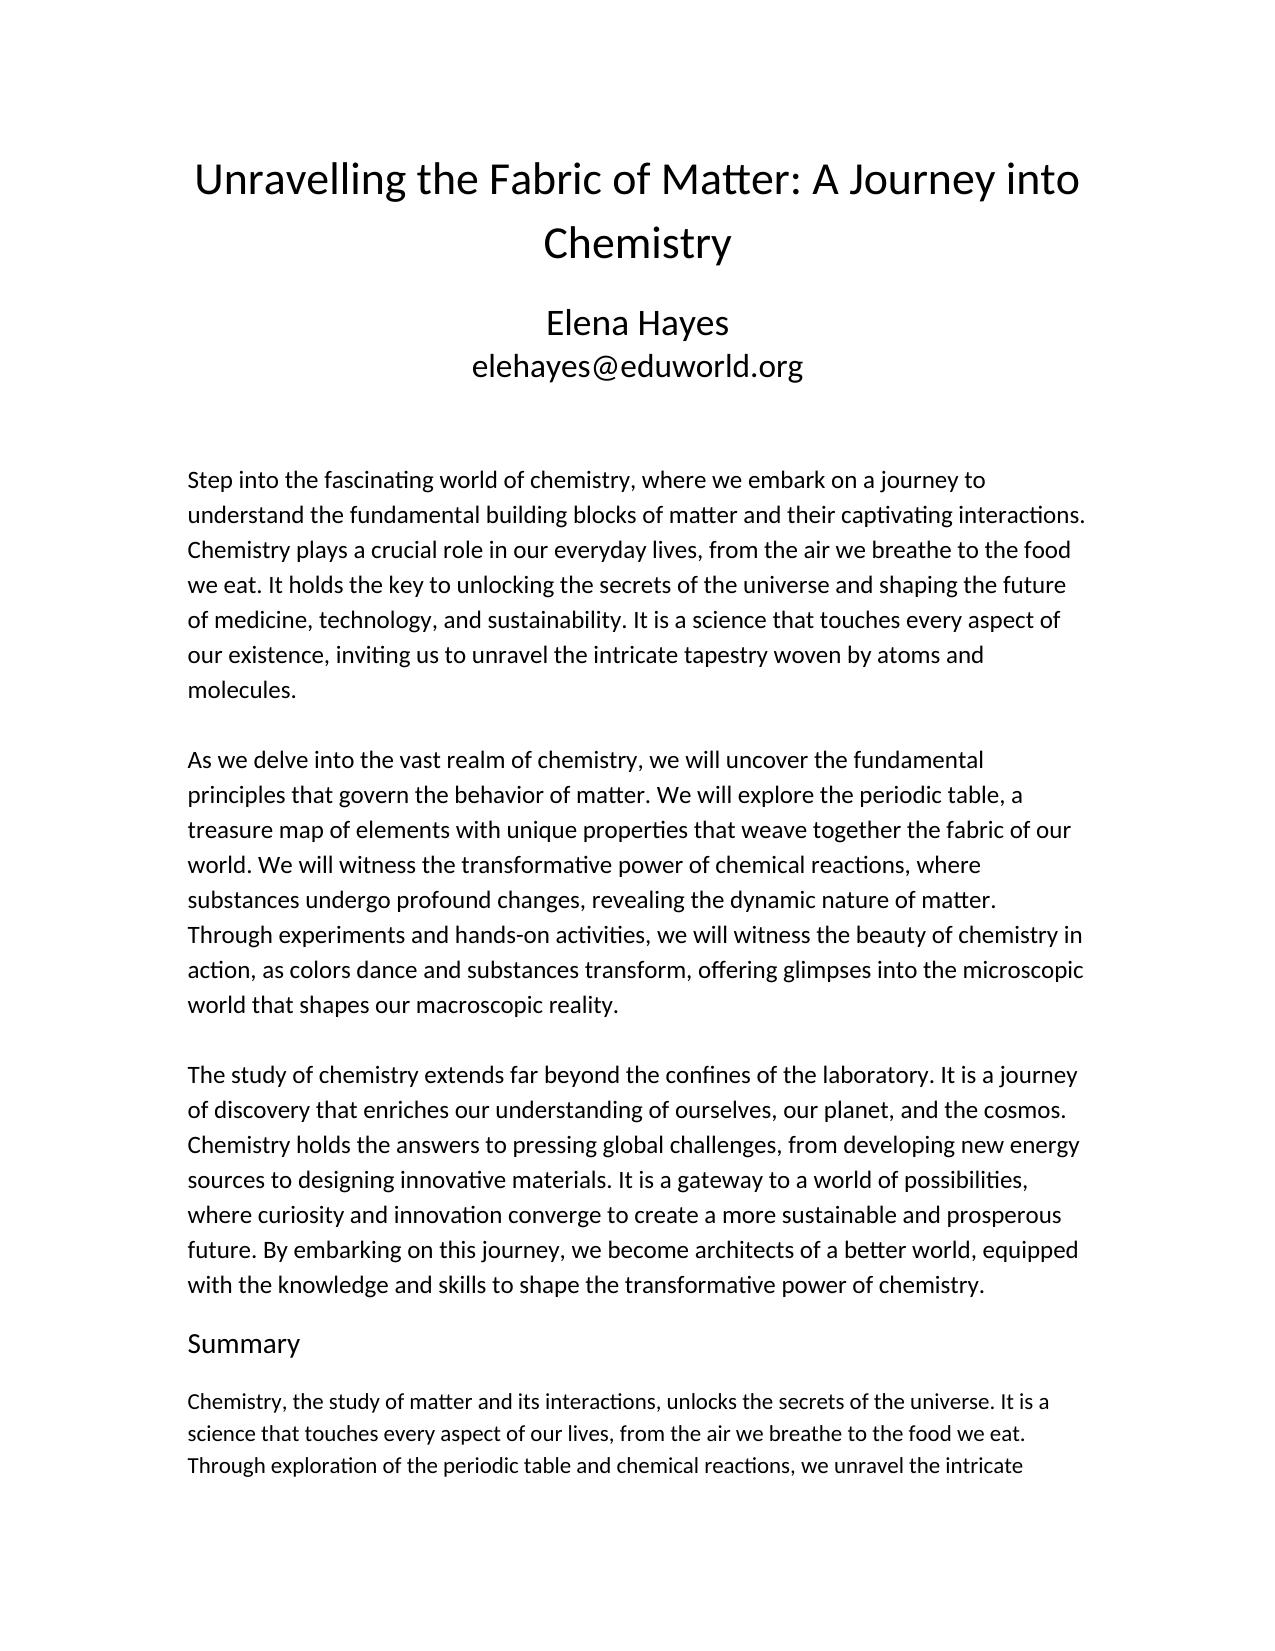 Unravelling the Fabric of Matter: A Journey into
Chemistry
Elena Hayes
elehayes@eduworld.org
Step into the fascinating world of chemistry, where we embark on a journey to
understand the fundamental building blocks of matter and their captivating interactions.
Chemistry plays a crucial role in our everyday lives, from the air we breathe to the food
we eat. It holds the key to unlocking the secrets of the universe and shaping the future
of medicine, technology, and sustainability. It is a science that touches every aspect of
our existence, inviting us to unravel the intricate tapestry woven by atoms and
molecules.
As we delve into the vast realm of chemistry, we will uncover the fundamental
principles that govern the behavior of matter. We will explore the periodic table, a
treasure map of elements with unique properties that weave together the fabric of our
world. We will witness the transformative power of chemical reactions, where
substances undergo profound changes, revealing the dynamic nature of matter.
Through experiments and hands-on activities, we will witness the beauty of chemistry in
action, as colors dance and substances transform, offering glimpses into the microscopic
world that shapes our macroscopic reality.
The study of chemistry extends far beyond the confines of the laboratory. It is a journey
of discovery that enriches our understanding of ourselves, our planet, and the cosmos.
Chemistry holds the answers to pressing global challenges, from developing new energy
sources to designing innovative materials. It is a gateway to a world of possibilities,
where curiosity and innovation converge to create a more sustainable and prosperous
future. By embarking on this journey, we become architects of a better world, equipped
with the knowledge and skills to shape the transformative power of chemistry.
Summary
Chemistry, the study of matter and its interactions, unlocks the secrets of the universe. It is a
science that touches every aspect of our lives, from the air we breathe to the food we eat.
Through exploration of the periodic table and chemical reactions, we unravel the intricate